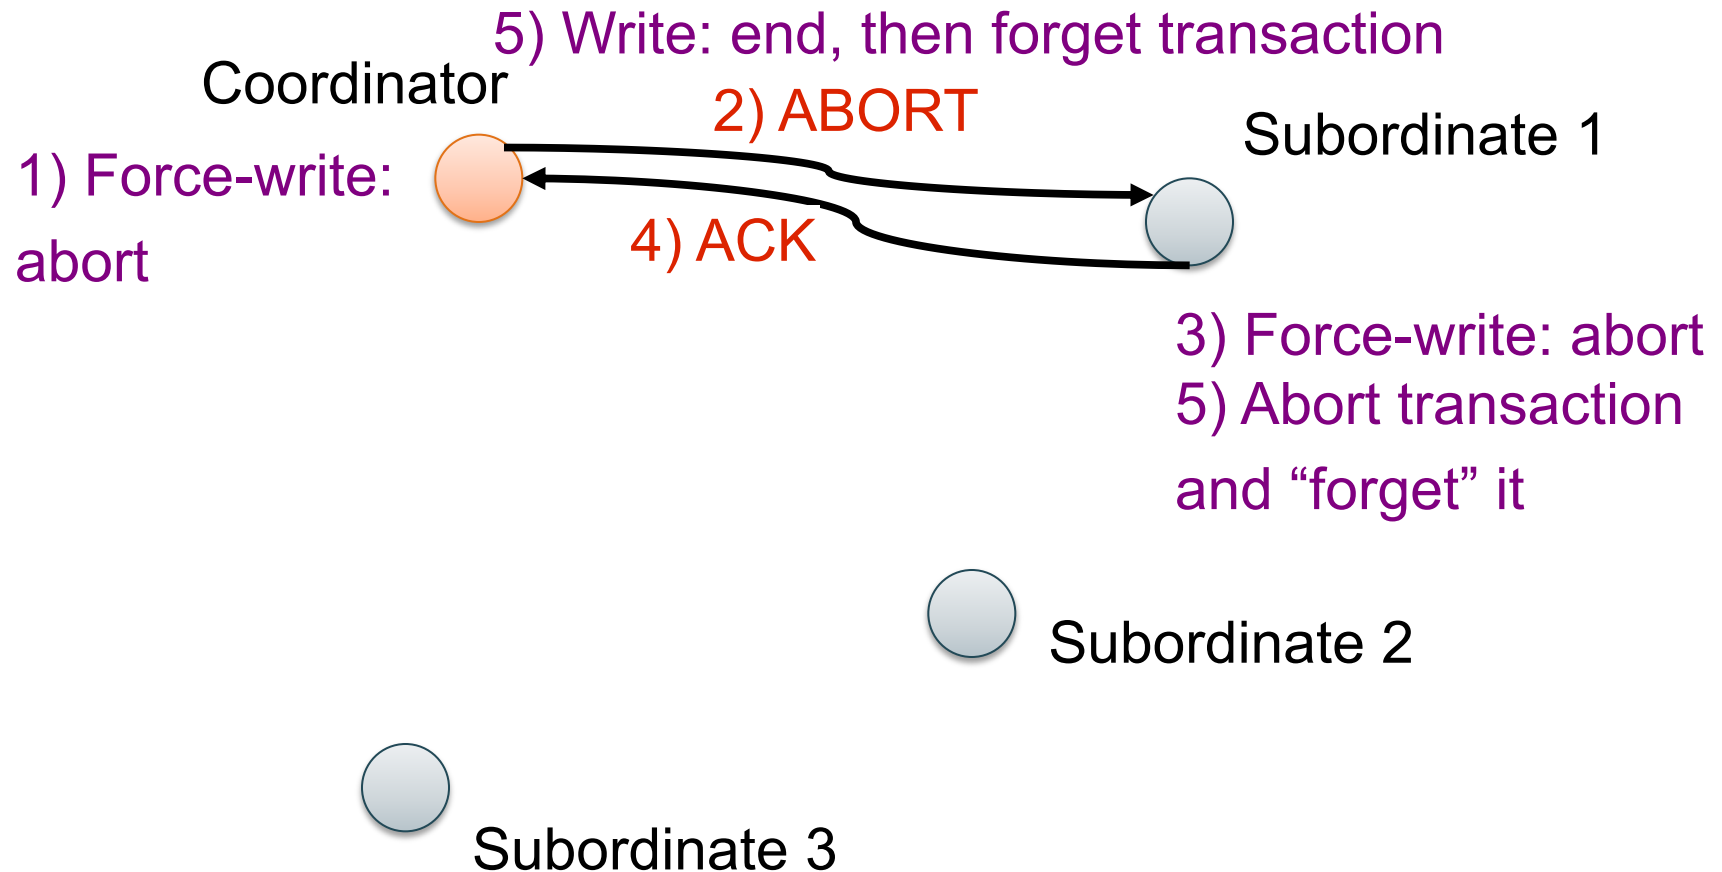 5) Write: end, then forget transaction
Coordinator
2) ABORT
Subordinate 1
1) Force-write:
abort
4) ACK
3) Force-write: abort
5) Abort transaction
and “forget” it
Subordinate 2
Subordinate 3